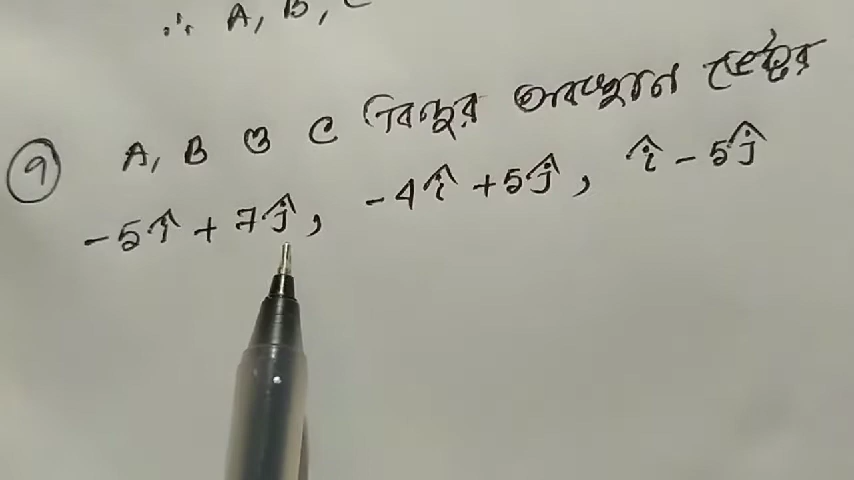 ∴ A, B, C
৭ A, B ও C বিন্দুর অবস্থান ভেক্টর
-5î + 7ĵ, -4î + 5ĵ, î - 5ĵ